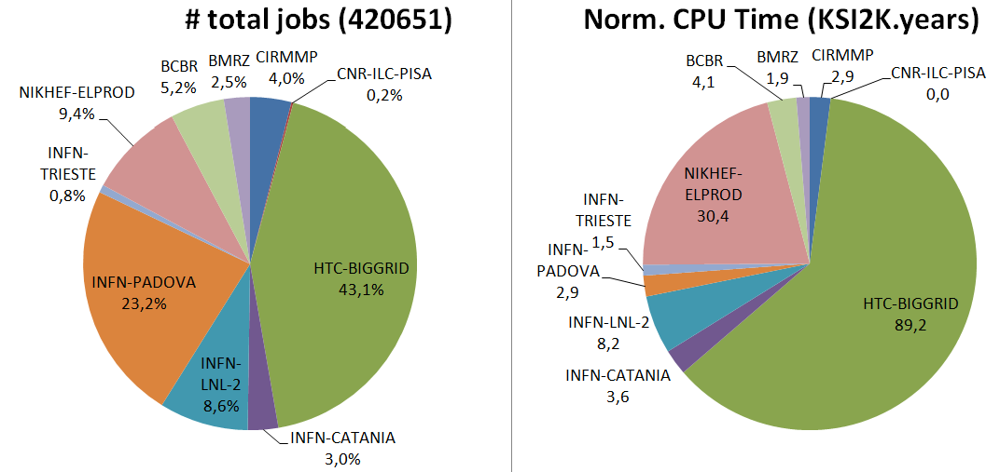 # total jobs (420651)
BCBR
5,2%
BMRZ
2,5%
CIRMMP
4,0%
CNR-ILC-PISA
0,2%
NIKHEF-ELPROD
9,4%
INFN-
TRIESTE
0,8%
HTC-BIGGRID
43,1%
INFN-PADOVA
23,2%
INFN-
LNL-2
8,6%
INFN-CATANIA
3,0%
Norm. CPU Time (KSI2K.years)
BCBR
4,1
BMRZ
1,9
CIRMMP
2,9
CNR-ILC-PISA
0,0
NIKHEF-
ELPROD
30,4
INFN-
TRIESTE
1,5
INFN-
PADOVA
2,9
HTC-BIGGRID
89,2
INFN-LNL-2
8,2
INFN-CATANIA
3,6